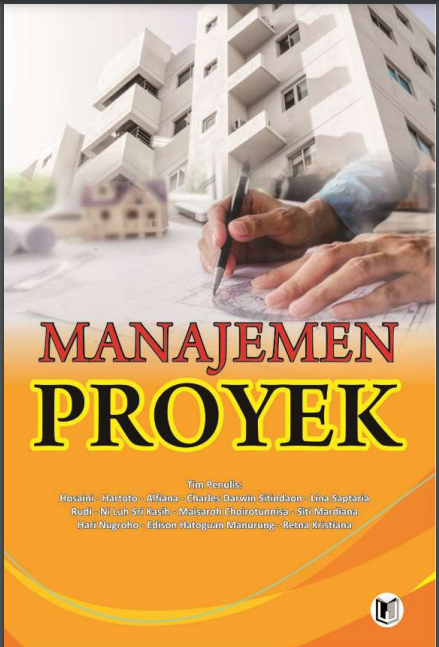 MANAJEMEN
PROYEK
Tim Penulis:
Hosaini - Hartoto - Alfiana - Charles Darwin Sitindaon - Lina Saptaria
Rudi - Ni Luh Sri Kasih - Maisaroh Choirotunnisa - Siti Mardiana
Hari Nugroho - Edison Hatoguan Manurung - Retna Kristiana